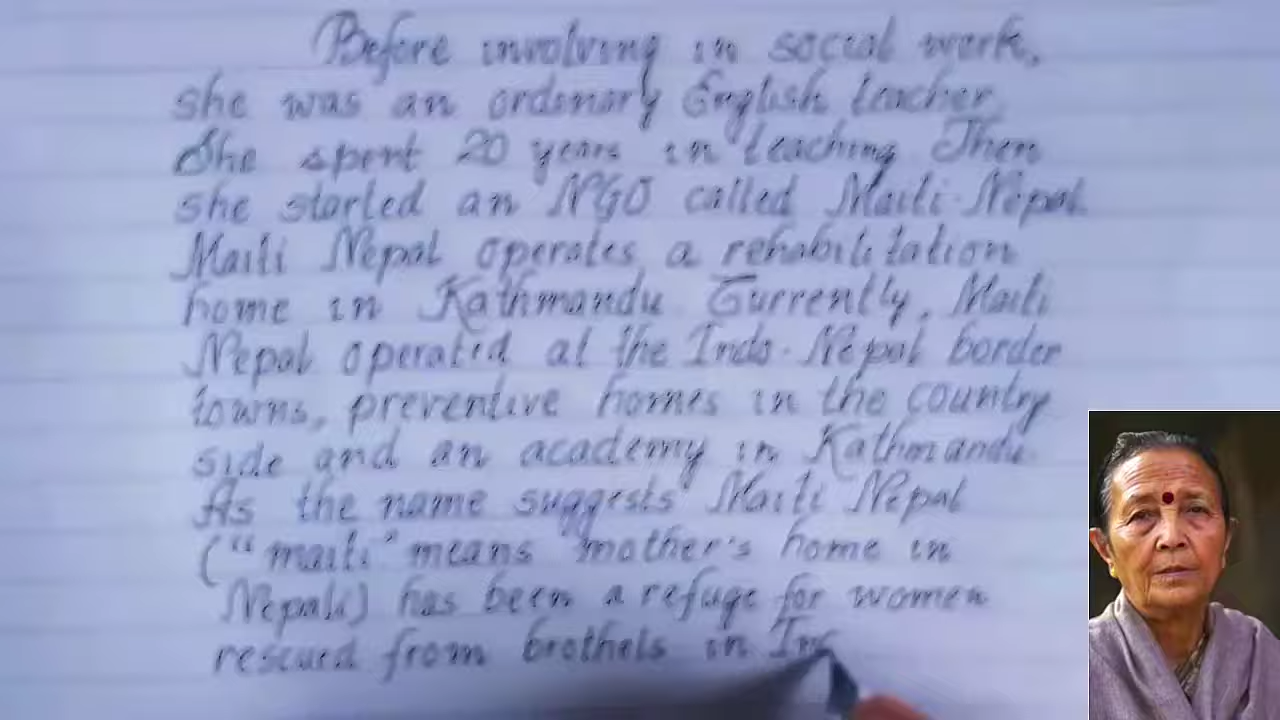 Before involving in social work,
she was an ordenary English teacher.
She spent 20 years in teaching Then
she started an NGO called Maiti-Nepal
Maiti Nepal operates a rehabilitation
home in Kathmandu. Currently, Maiti
Nepal operated at the Indo-Nepal border
towns, preventive homes in the country
side and an academy in Kathmandu.
As the name suggests Maiti Nepal
("maiti" means mother's home in
Nepali) has been a refuge for women
rescued from brothels in